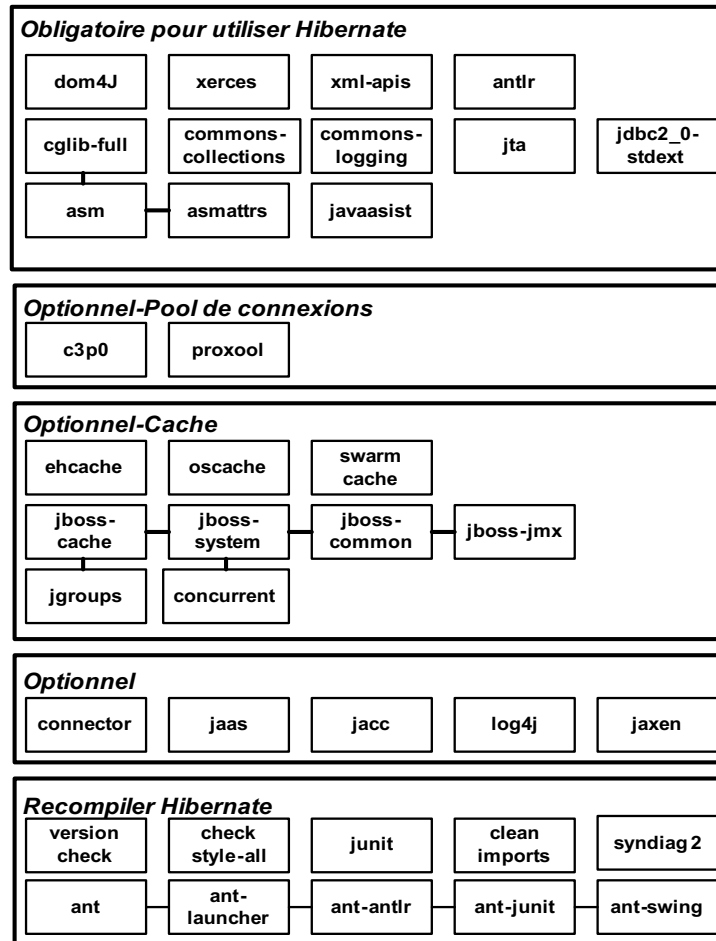 Obligatoire pour utiliser Hibernate
dom4J
xerces
xml-apis
antlr
cglib-full
commons-
collections
commons-
logging
jta
jdbc2_0-
stdext
asm
asmattrs
javaasist
Optionnel-Pool de connexions
c3p0
proxool
Optionnel-Cache
ehcache
oscache
swarm
cache
jboss-
cache
jboss-
system
jboss-
common
jboss-jmx
jgroups
concurrent
Optionnel
connector
jaas
jacc
log4j
jaxen
Recompiler Hibernate
version
check
check
style-all
junit
clean
imports
syndiag 2
ant
ant-
launcher
ant-antlr
ant-junit
ant-swing